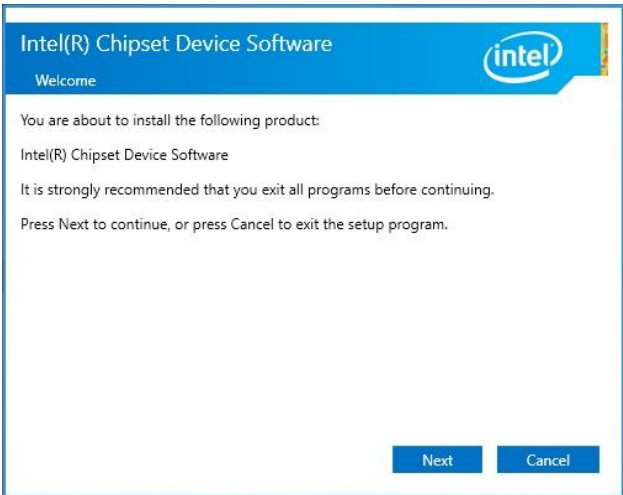 Intel(R) Chipset Device Software
intel
Welcome
You are about to install the following product:
Intel(R) Chipset Device Software
It is strongly recommended that you exit all programs before continuing.
Press Next to continue, or press Cancel to exit the setup program.
Next Cancel